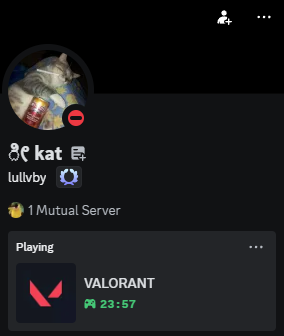 ೀ kat
lullvby
1 Mutual Server
Playing
VALORANT
23:57